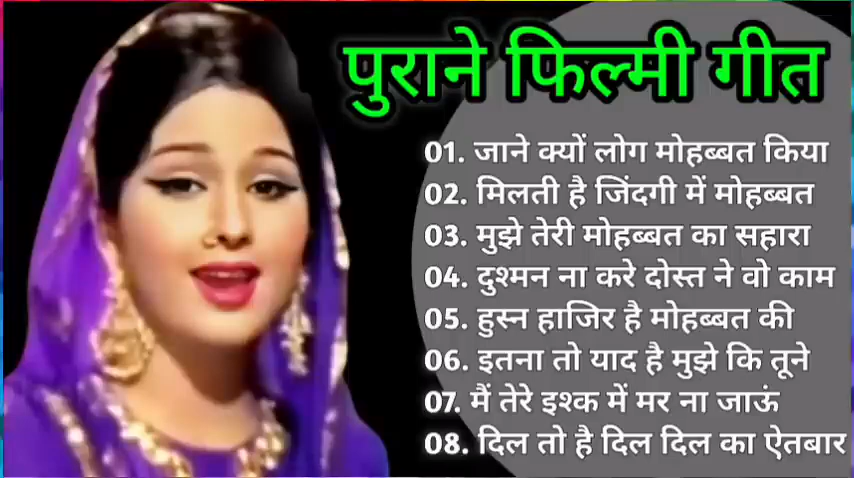 पुराने फिल्मी गीत
01. जाने क्यों लोग मोहब्बत किया
02. मिलती है जिंदगी में मोहब्बत
03. मुझे तेरी मोहब्बत का सहारा
04. दुश्मन ना करे दोस्त ने वो काम
05. हुस्न हाजिर है मोहब्बत की
06. इतना तो याद है मुझे कि तूने
07. मैं तेरे इश्क में मर ना जाऊं
08. दिल तो है दिल दिल का ऐतबार